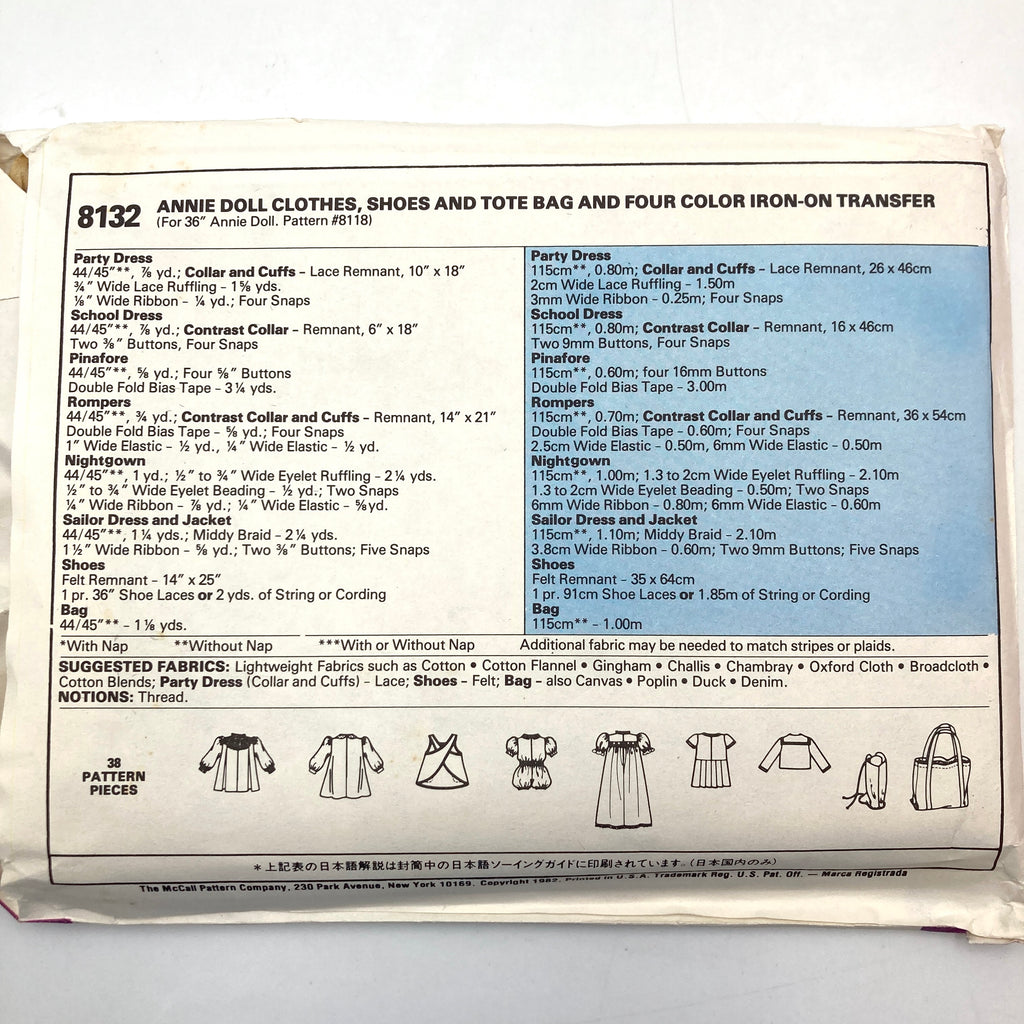 8132 ANNIE DOLL CLOTHES, SHOES AND TOTE BAG AND FOUR COLOR IRON-ON TRANSFER
(For 36" Annie Doll. Pattern #8118)
Party Dress
44/45"**, ⅞ yd.; Collar and Cuffs – Lace Remnant, 10" x 18"
¾" Wide Lace Ruffling – 1⅝ yds.
⅛" Wide Ribbon – ¼ yd.; Four Snaps
School Dress
44/45"**, ⅞ yd.; Contrast Collar – Remnant, 6" x 18"
Two ⅜" Buttons, Four Snaps
Pinafore
44/45"**, ⅝ yd.; Four ⅝" Buttons
Double Fold Bias Tape – 3¼ yds.
Rompers
44/45"**, ¾ yd.; Contrast Collar and Cuffs – Remnant, 14" x 21"
Double Fold Bias Tape – ⅝ yd.; Four Snaps
1" Wide Elastic – ½ yd., ¼" Wide Elastic – ½ yd.
Nightgown
44/45"**, 1 yd.; ½" to ¾" Wide Eyelet Ruffling – 2¼ yds.
½" to ¾" Wide Eyelet Beading – ½ yd.; Two Snaps
¼" Wide Ribbon – ⅞ yd.; ¼" Wide Elastic – ⅝yd.
Sailor Dress and Jacket
44/45"**, 1¼ yds.; Middy Braid – 2¼ yds.
1½" Wide Ribbon – ⅝ yd.; Two ⅜" Buttons; Five Snaps
Shoes
Felt Remnant – 14" x 25"
1 pr. 36" Shoe Laces or 2 yds. of String or Cording
Bag
44/45"** – 1⅛ yds.
Party Dress
115cm**, 0.80m; Collar and Cuffs – Lace Remnant, 26 x 46cm
2cm Wide Lace Ruffling – 1.50m
3mm Wide Ribbon – 0.25m; Four Snaps
School Dress
115cm**, 0.80m; Contrast Collar – Remnant, 16 x 46cm
Two 9mm Buttons, Four Snaps
Pinafore
115cm**, 0.60m; four 16mm Buttons
Double Fold Bias Tape – 3.00m
Rompers
115cm**, 0.70m; Contrast Collar and Cuffs – Remnant, 36 x 54cm
Double Fold Bias Tape – 0.60m; Four Snaps
2.5cm Wide Elastic – 0.50m, 6mm Wide Elastic – 0.50m
Nightgown
115cm**, 1.00m; 1.3 to 2cm Wide Eyelet Ruffling – 2.10m
1.3 to 2cm Wide Eyelet Beading – 0.50m; Two Snaps
6mm Wide Ribbon – 0.80m; 6mm Wide Elastic – 0.60m
Sailor Dress and Jacket
115cm**, 1.10m; Middy Braid – 2.10m
3.8cm Wide Ribbon – 0.60m; Two 9mm Buttons; Five Snaps
Shoes
Felt Remnant – 35 x 64cm
1 pr. 91cm Shoe Laces or 1.85m of String or Cording
Bag
115cm** – 1.00m
*With Nap **Without Nap ***With or Without Nap Additional fabric may be needed to match stripes or plaids.
SUGGESTED FABRICS: Lightweight Fabrics such as Cotton • Cotton Flannel • Gingham • Challis • Chambray • Oxford Cloth • Broadcloth •
Cotton Blends; Party Dress (Collar and Cuffs) – Lace; Shoes – Felt; Bag – also Canvas • Poplin • Duck • Denim.
NOTIONS: Thread.
38
PATTERN
PIECES
*上記表の日本語解説は封筒中の日本語ソーイングガイドに印刷されています。(日本国内のみ)
The McCall Pattern Company, 230 Park Avenue, New York 10169. Copyright 1982. Printed in U.S.A. Trademark Reg. U.S. Pat. Off. — Marca Registrada